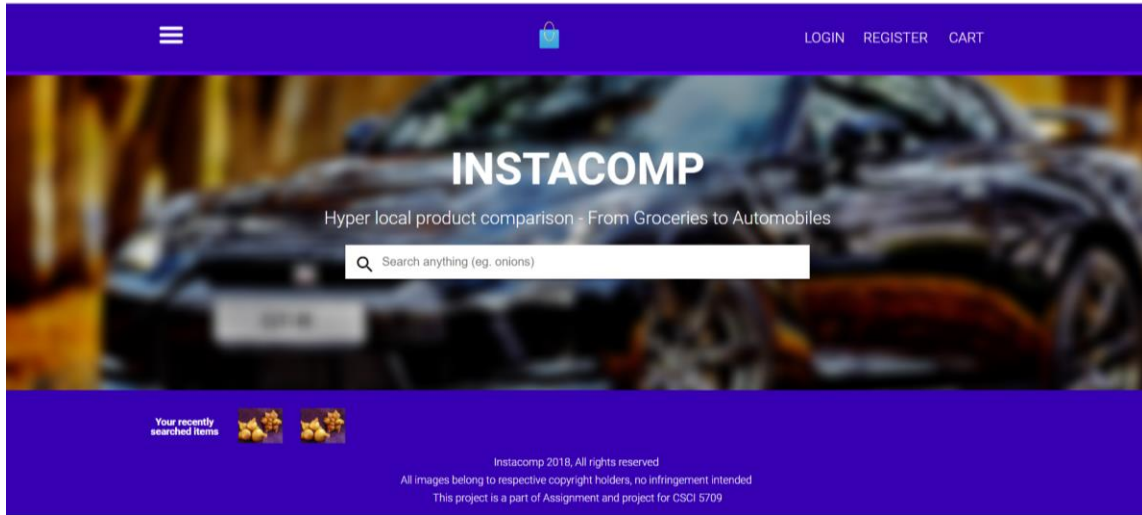 LOGIN REGISTER CART
INSTACOMP
Hyper local product comparison - From Groceries to Automobiles
Search anything (eg. onions)
Your recently
searched items
Instacomp 2018, All rights reserved
All images belong to respective copyright holders, no infringement intended
This project is a part of Assignment and project for CSCI 5709